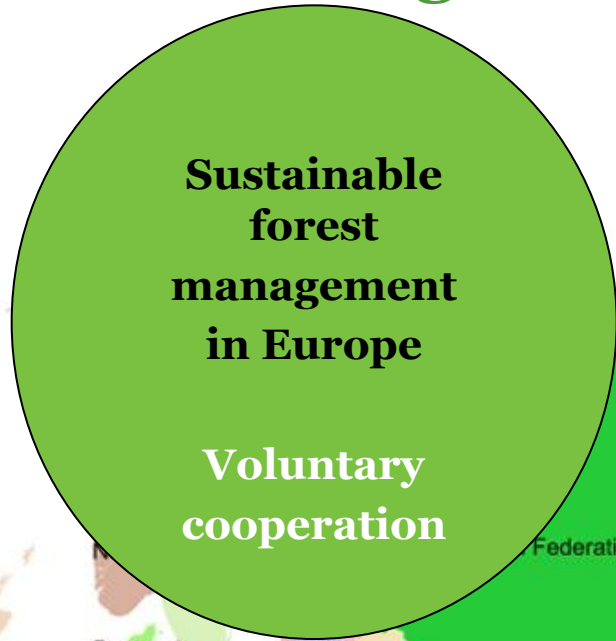 Sustainable
forest
management
in Europe
Voluntary
cooperation